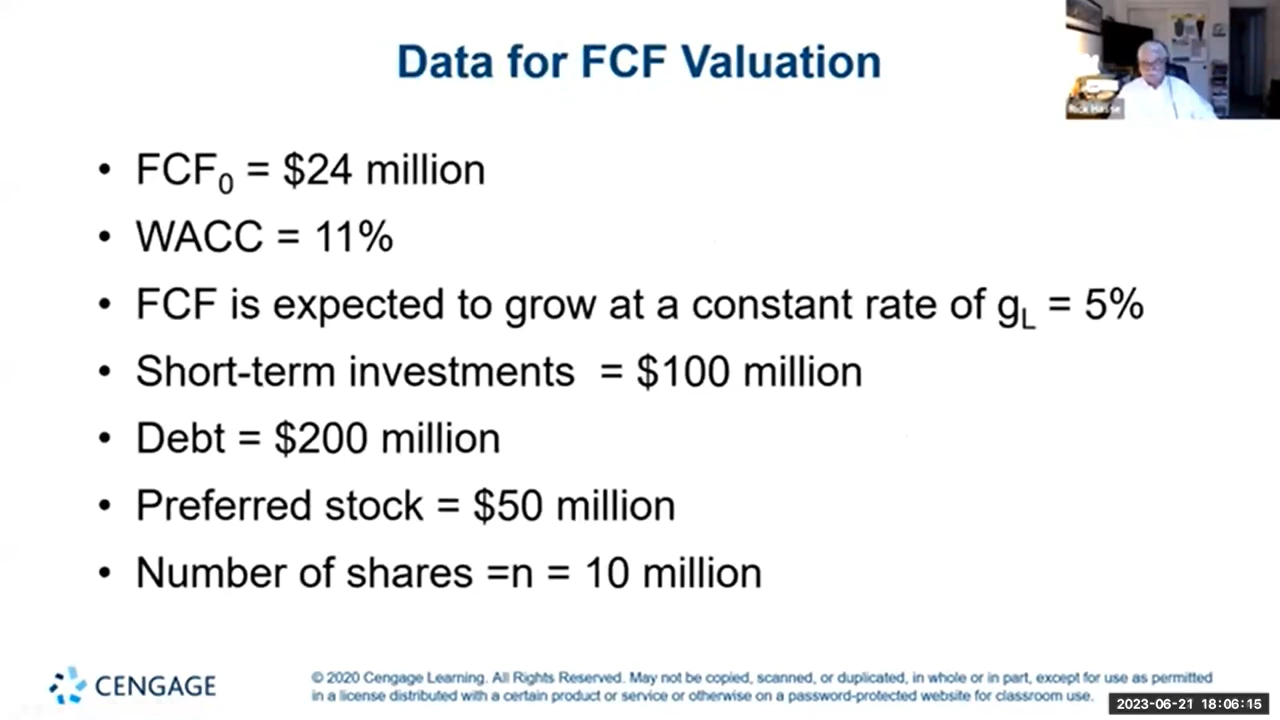 Data for FCF Valuation
Rick Hasse
• FCF0 = $24 million
• WACC = 11%
• FCF is expected to grow at a constant rate of gL = 5%
• Short-term investments = $100 million
• Debt = $200 million
• Preferred stock = $50 million
• Number of shares =n = 10 million
CENGAGE
© 2020 Cengage Learning. All Rights Reserved. May not be copied, scanned, or duplicated, in whole or in part, except for use as permitted
in a license distributed with a certain product or service or otherwise on a password-protected website for classroom use.
2023-06-21 18:06:15